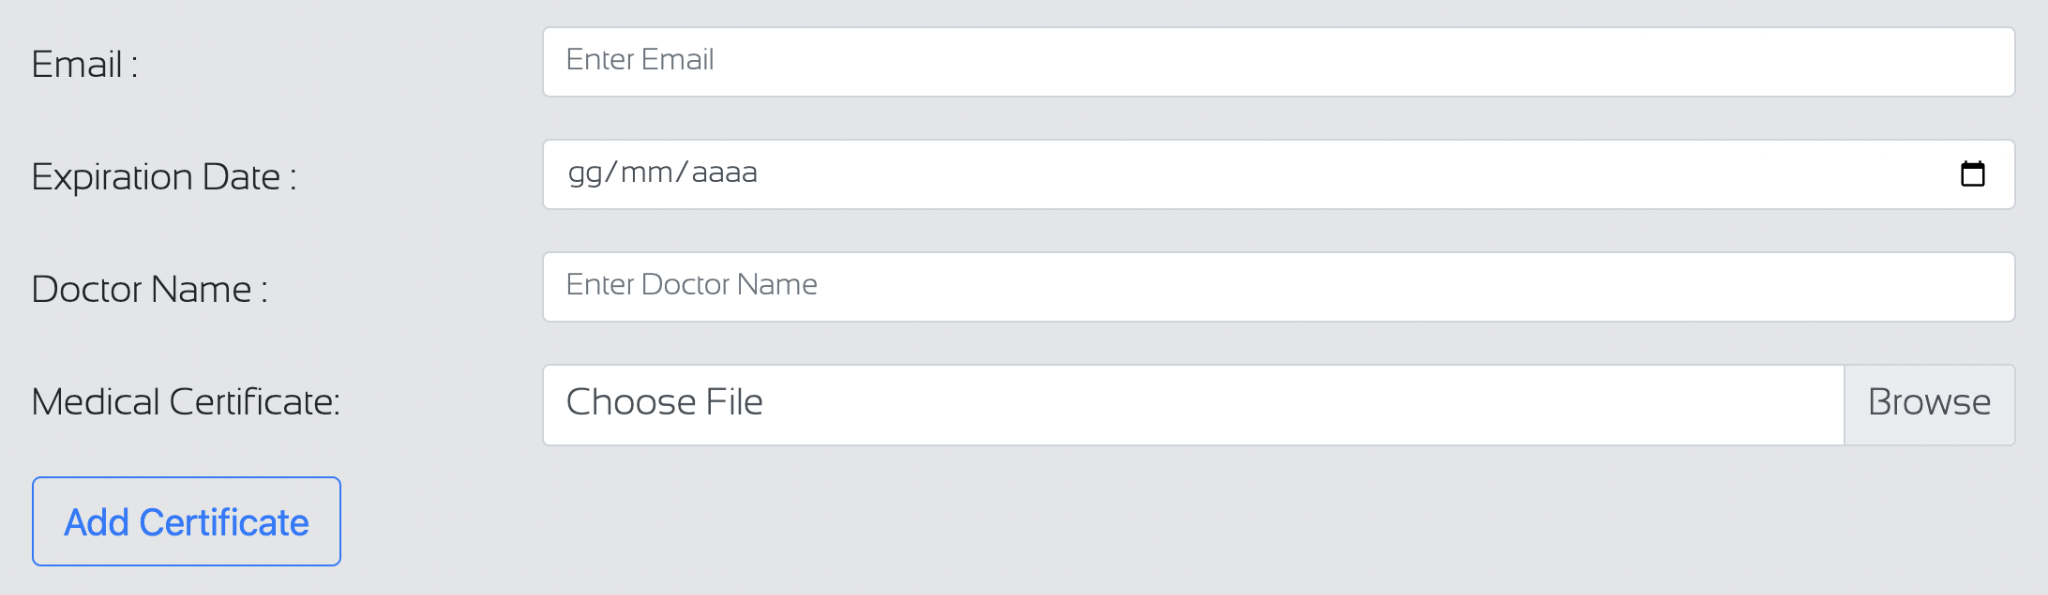 Email : Enter Email
Expiration Date : gg/mm/aaaa
Doctor Name : Enter Doctor Name
Medical Certificate: Choose File Browse
Add Certificate